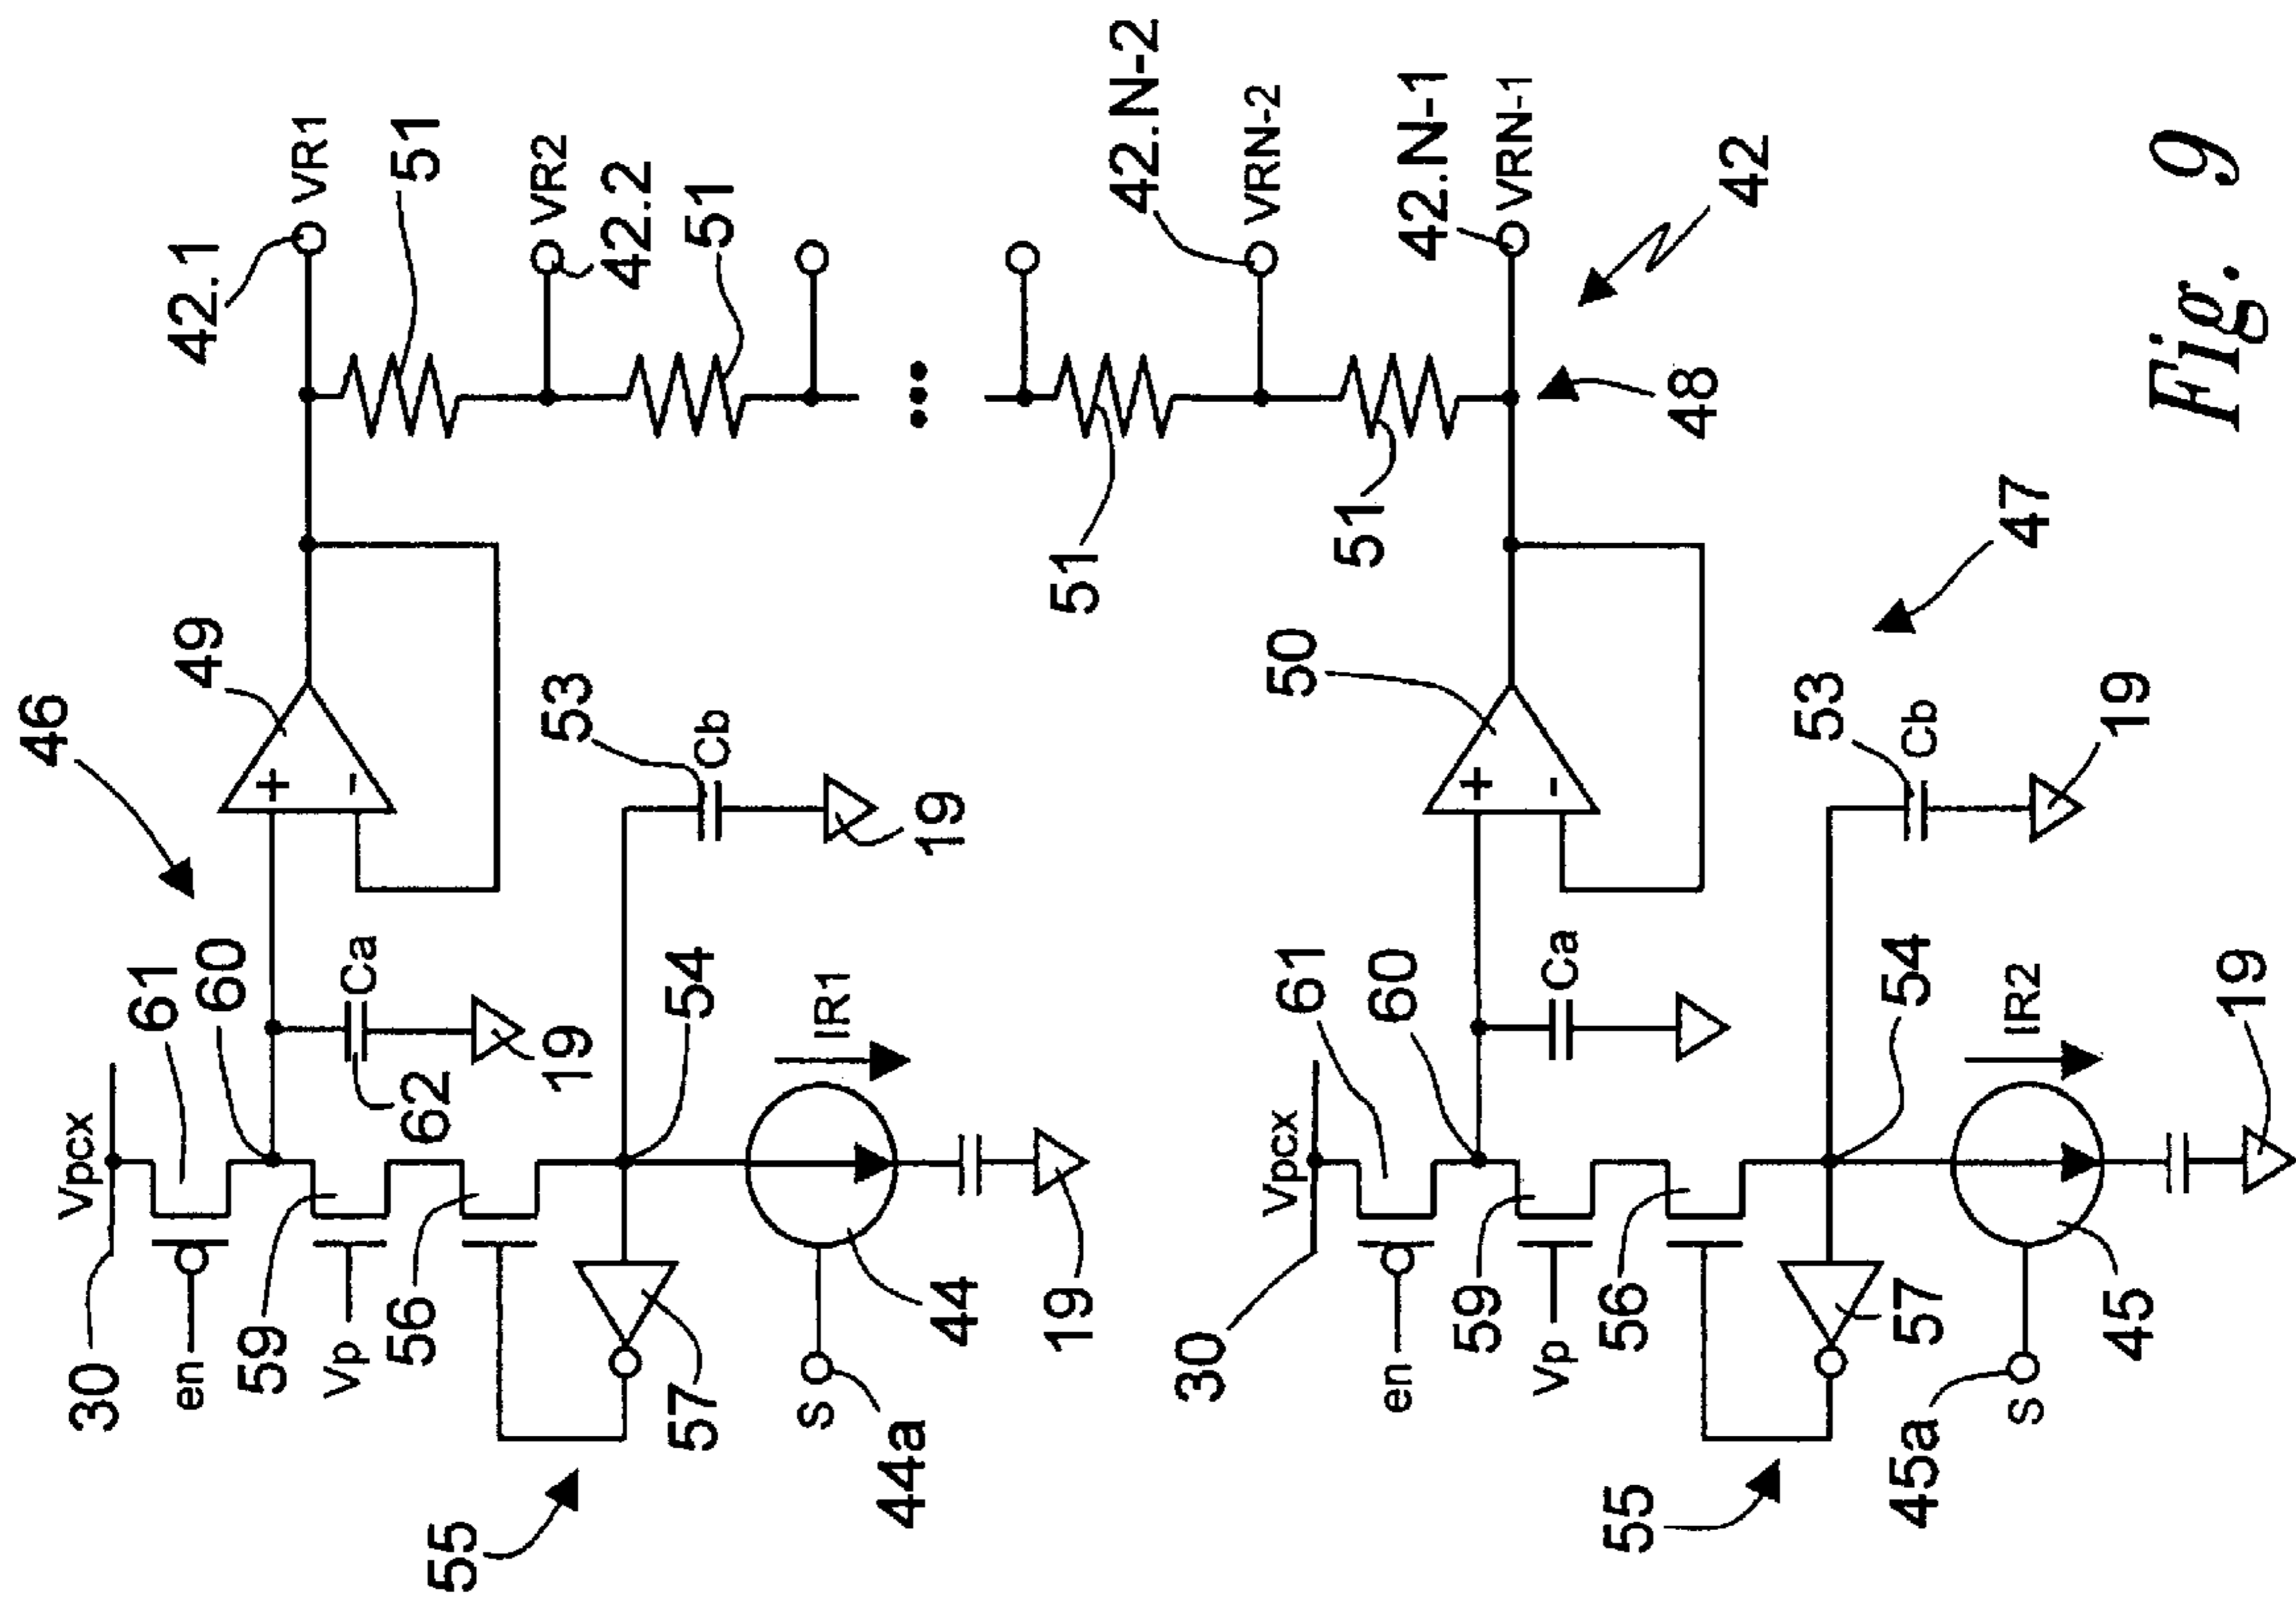 46
49
42.1
VR1
51
30
Vpcx
61
60
+
-
en
Ca
62
19
59
Vp
56
53
Cb
19
54
VR2
42.2
51
57
S
44a
44
IR1
19
55
...
51
42.N-2
VRN-2
51
42.N-1
VRN-1
48
42
50
30
Vpcx
61
60
+
-
en
Ca
59
Vp
56
53
Cb
19
47
54
57
S
45a
45
IR2
19
55
Fig. 9